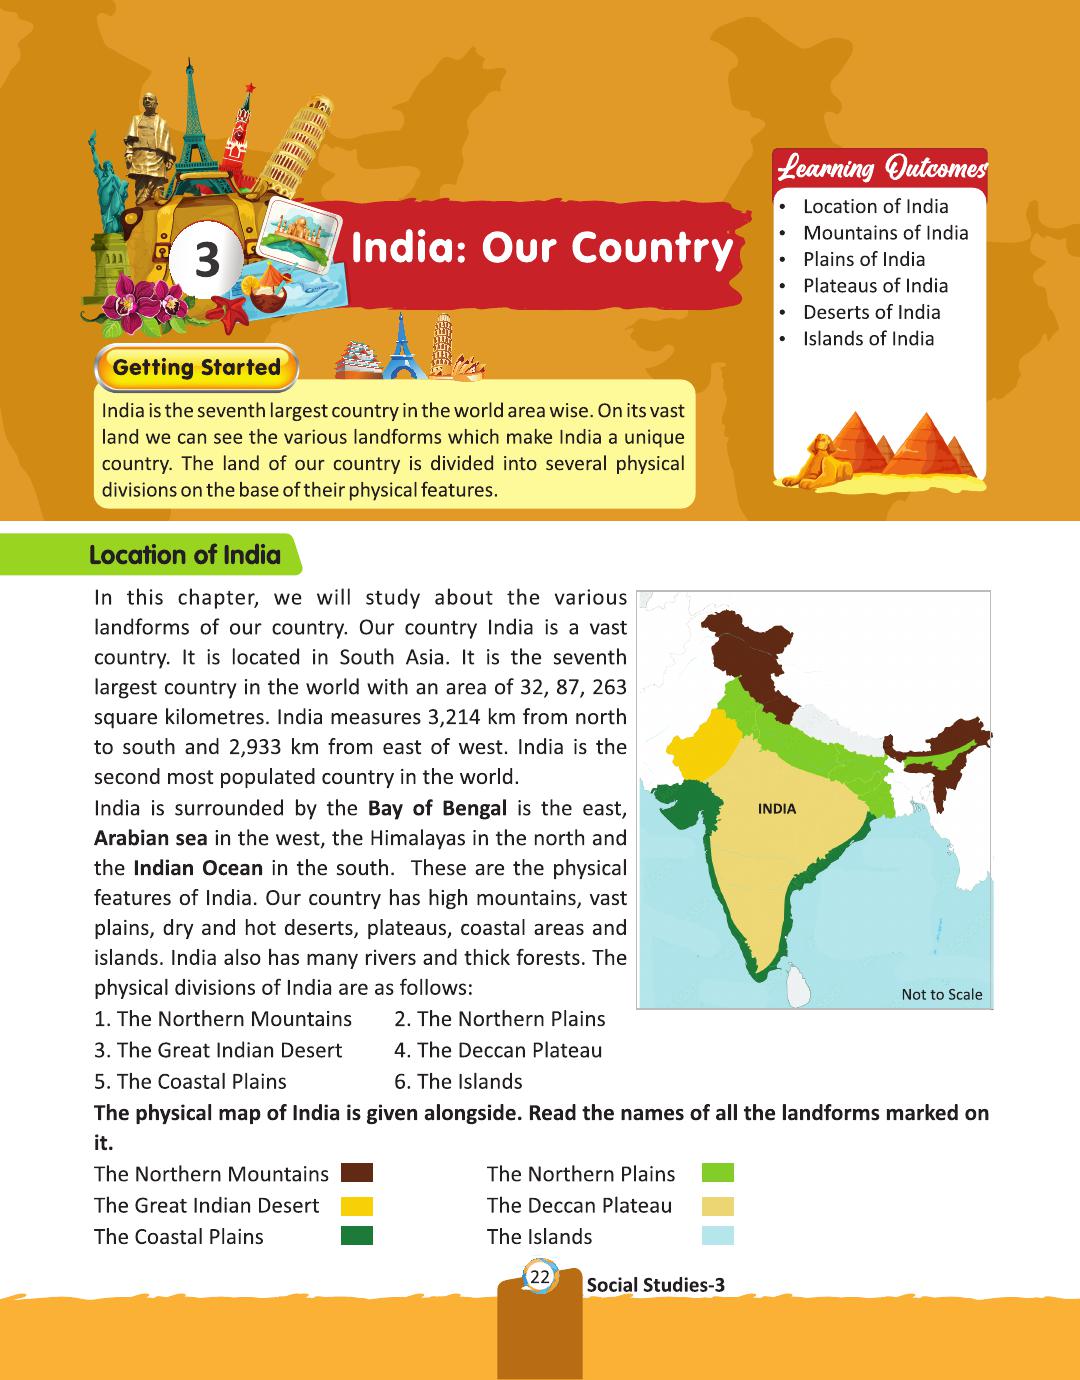 Learning Outcomes
• Location of India
• Mountains of India
• Plains of India
• Plateaus of India
• Deserts of India
• Islands of India
3
India: Our Country
Getting Started
India is the seventh largest country in the world area wise. On its vast
land we can see the various landforms which make India a unique
country. The land of our country is divided into several physical
divisions on the base of their physical features.
Location of India
In this chapter, we will study about the various
landforms of our country. Our country India is a vast
country. It is located in South Asia. It is the seventh
largest country in the world with an area of 32, 87, 263
square kilometres. India measures 3,214 km from north
to south and 2,933 km from east of west. India is the
second most populated country in the world.
India is surrounded by the Bay of Bengal is the east,
Arabian sea in the west, the Himalayas in the north and
the Indian Ocean in the south. These are the physical
features of India. Our country has high mountains, vast
plains, dry and hot deserts, plateaus, coastal areas and
islands. India also has many rivers and thick forests. The
physical divisions of India are as follows:
INDIA
Not to Scale
1. The Northern Mountains 2. The Northern Plains
3. The Great Indian Desert 4. The Deccan Plateau
5. The Coastal Plains 6. The Islands
The physical map of India is given alongside. Read the names of all the landforms marked on
it.
The Northern Mountains The Northern Plains
The Great Indian Desert The Deccan Plateau
The Coastal Plains The Islands
22
Social Studies-3